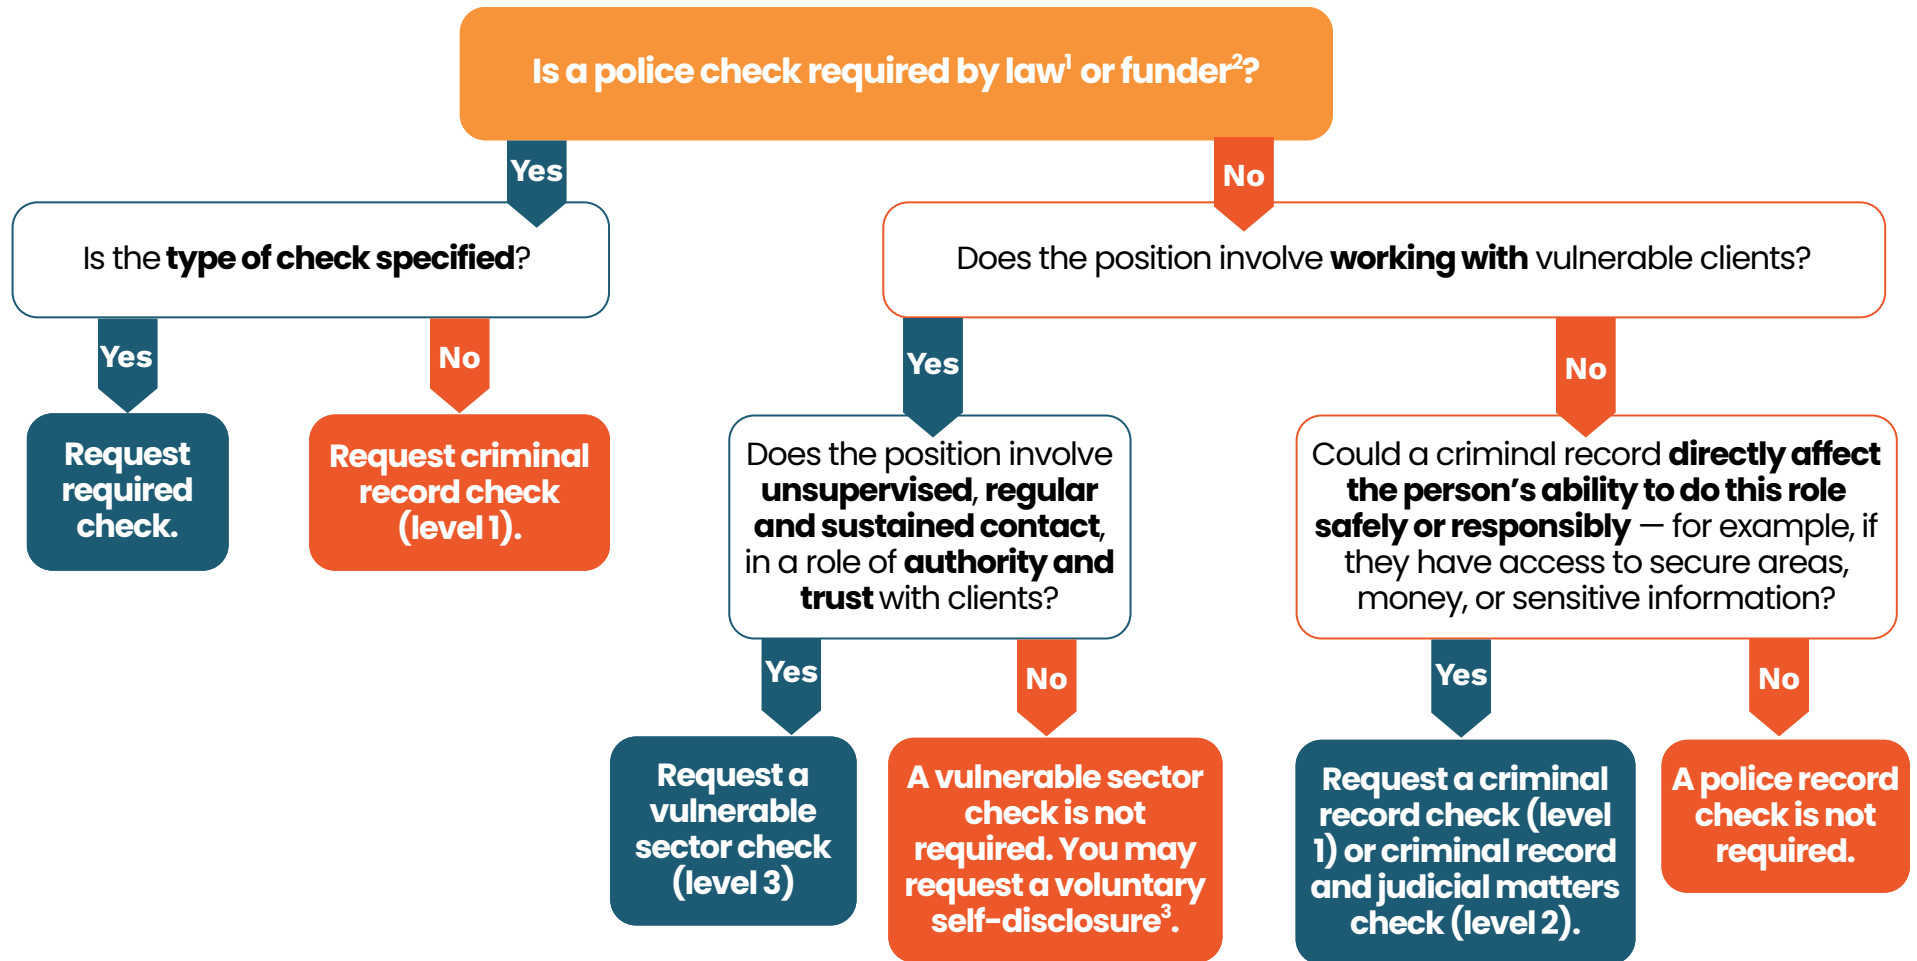 Is a police check required by law¹ or funder²?
Yes
No
Is the type of check specified?
Does the position involve working with vulnerable clients?
Yes
No
Yes
No
Request
required
check.
Request criminal
record check
(level 1).
Does the position involve
unsupervised, regular
and sustained contact,
in a role of authority and
trust with clients?
Could a criminal record directly affect
the person's ability to do this role
safely or responsibly — for example, if
they have access to secure areas,
money, or sensitive information?
Yes
No
Yes
No
Request a
vulnerable
sector check
(level 3)
A vulnerable sector
check is not
required. You may
request a voluntary
self-disclosure³.
Request a criminal
record check (level
1) or criminal record
and judicial matters
check (level 2).
A police record
check is not
required.